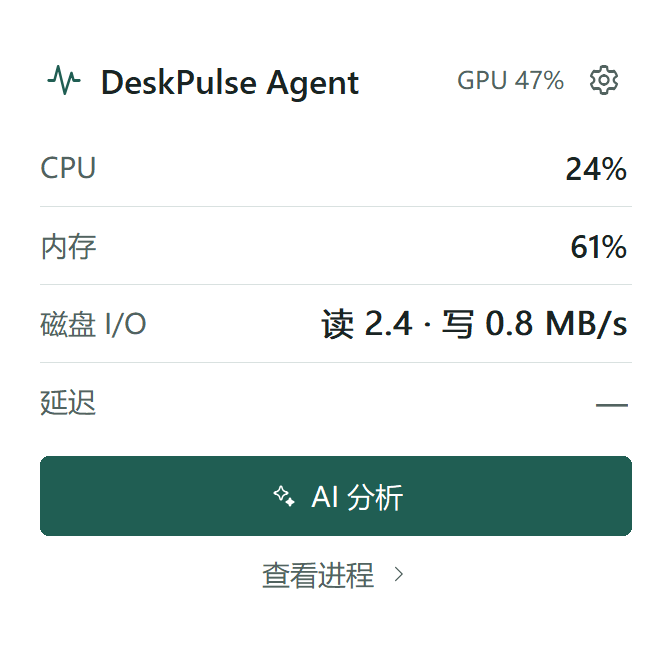 DeskPulse Agent GPU 47%
CPU 24%
内存 61%
磁盘 I/O 读 2.4 · 写 0.8 MB/s
延迟 —
AI 分析
查看进程